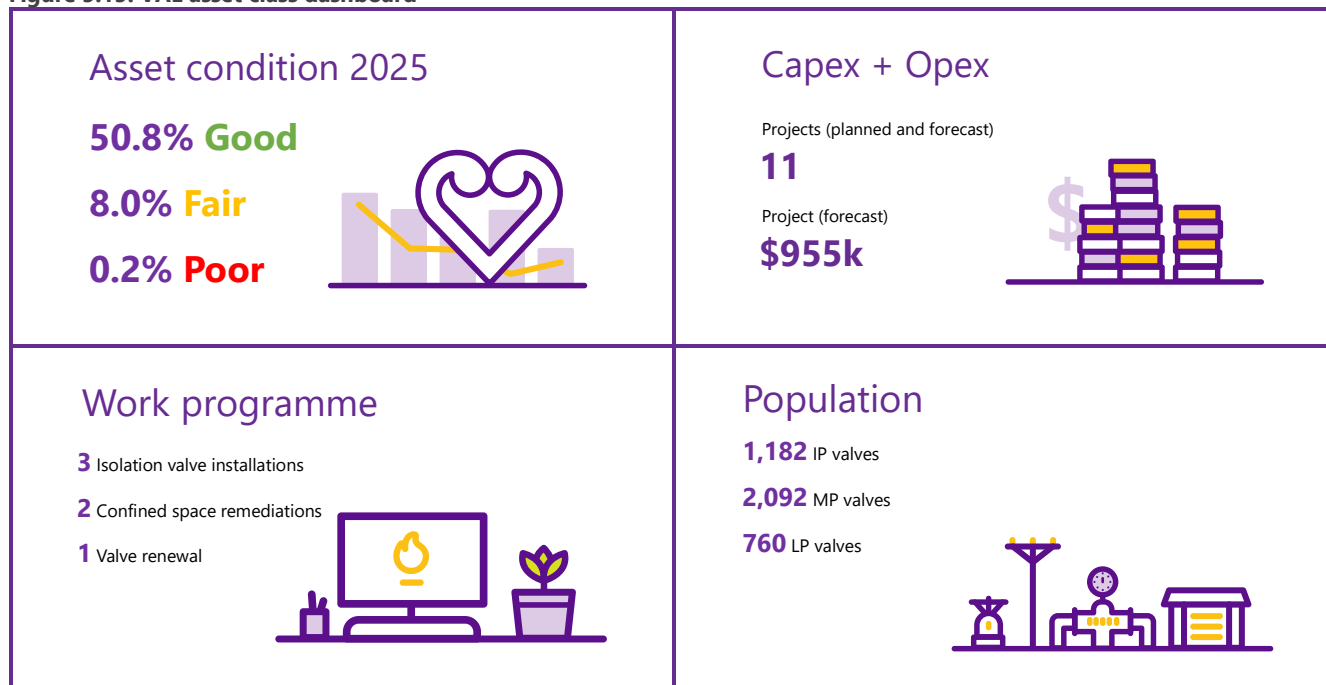 Asset condition 2025
50.8% Good
8.0% Fair
0.2% Poor
Capex + Opex
Projects (planned and forecast)
11
Project (forecast)
$955k
$
Work programme
3 Isolation valve installations
2 Confined space remediations
1 Valve renewal
Population
1,182 IP valves
2,092 MP valves
760 LP valves